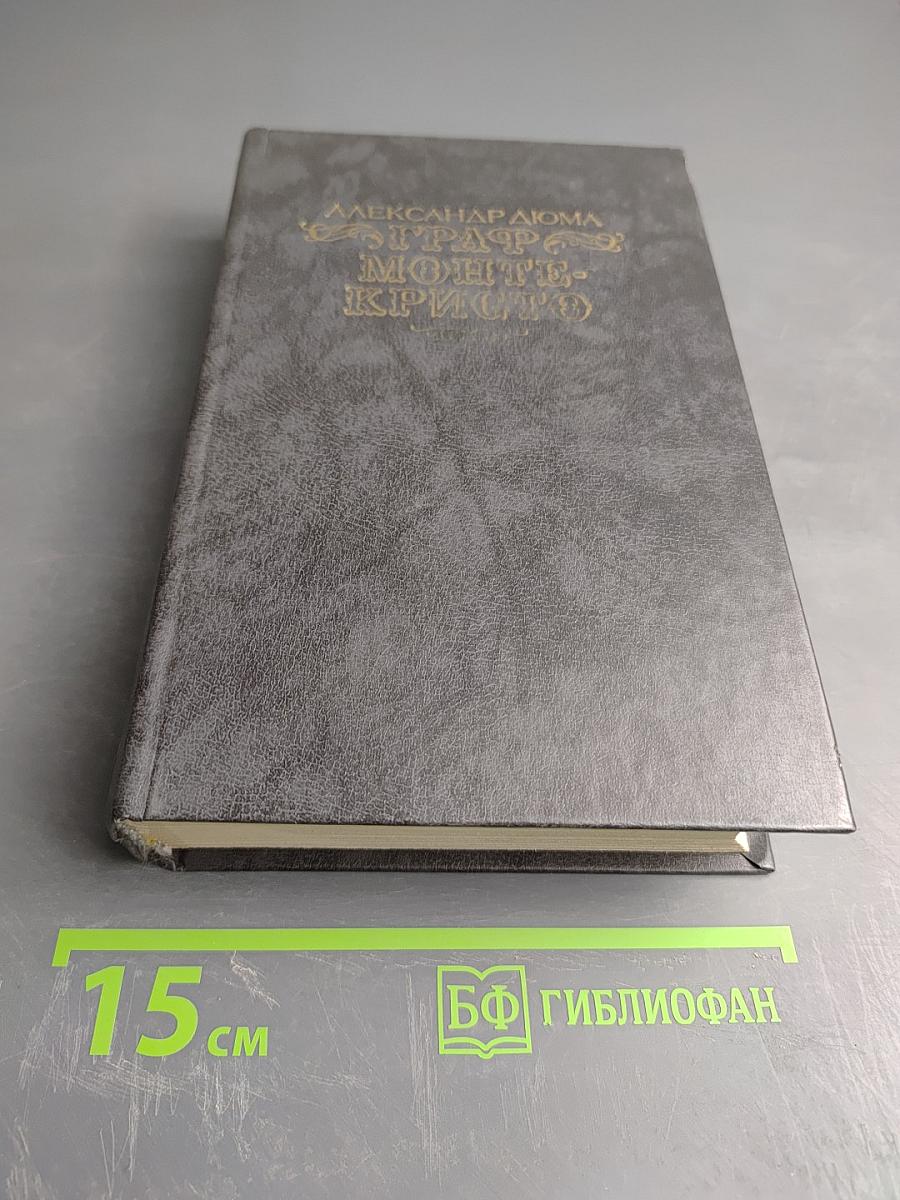 АЛЕКСАНДР ДЮМА
ГРАФ
МОНТЕ-
КРИСТО
15 см
БФ ГИБЛИОФАН